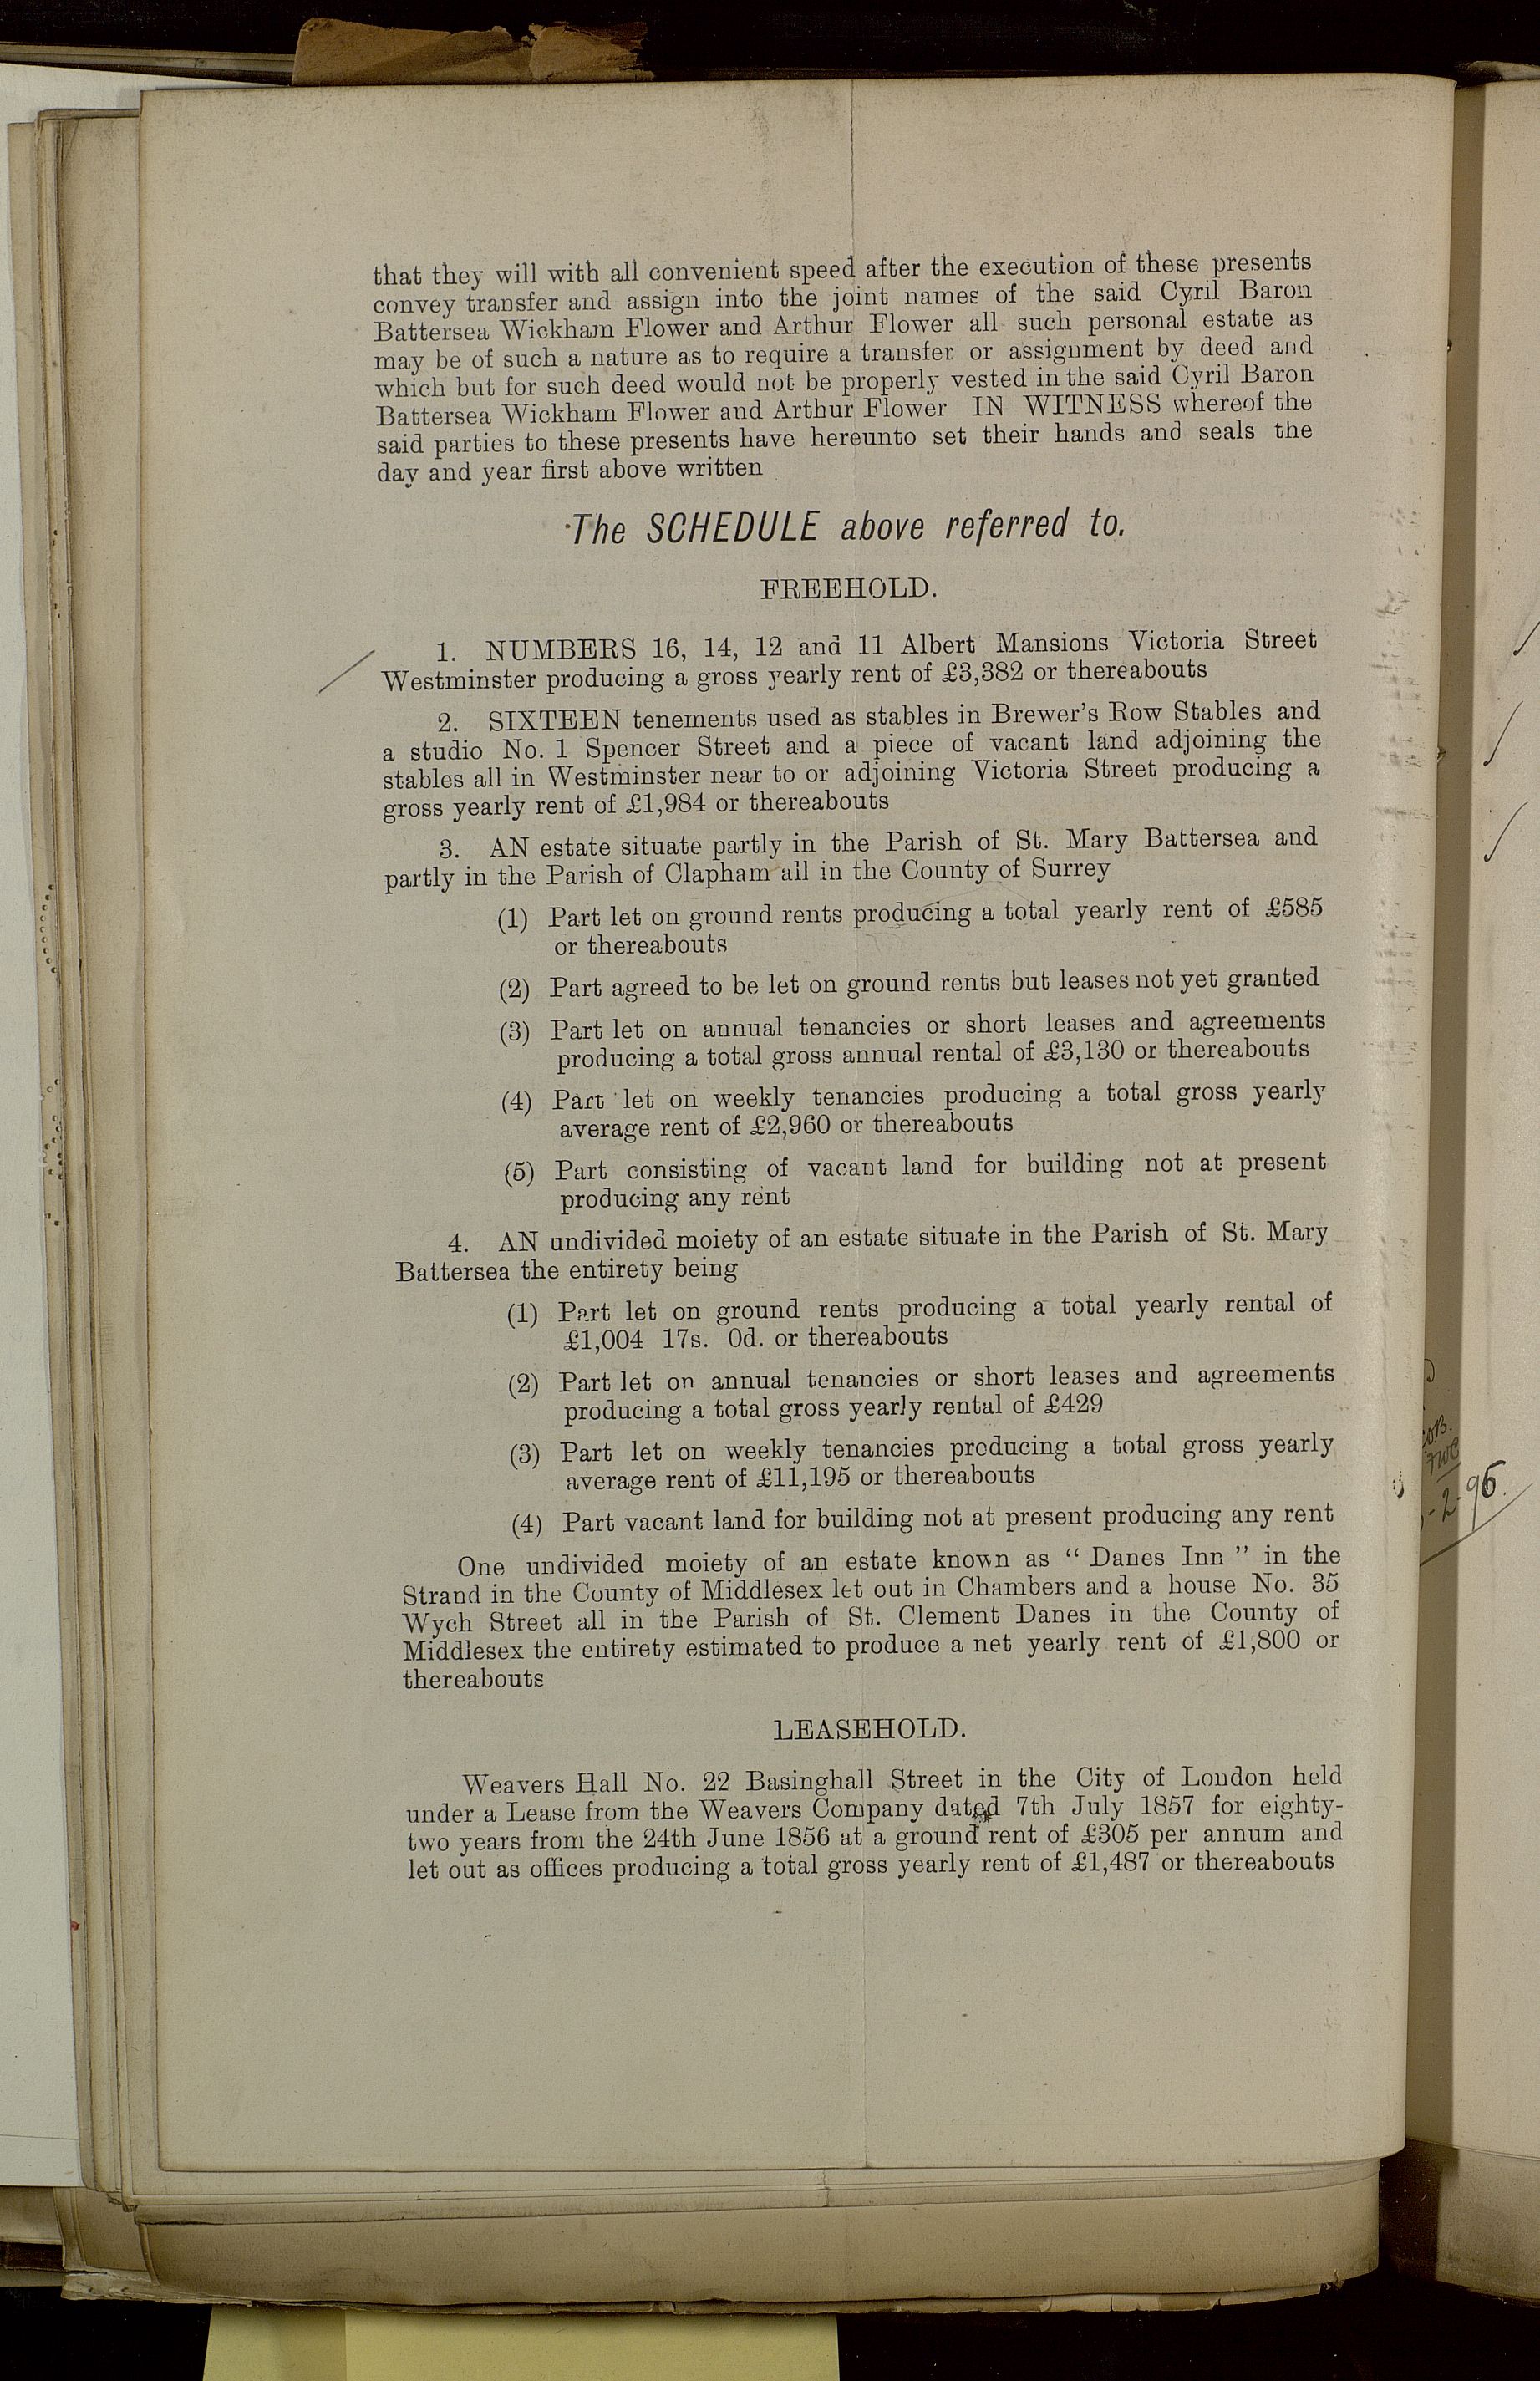 that they will with all convenient speed after the execution of these presents
convey transfer and assign into the joint names of the said Cyril Baron
Battersea Wickham Flower and Arthur Flower all such personal estate as
may be of such a nature as to require a transfer or assignment by deed and
which but for such deed would not be properly vested in the said Cyril Baron
Battersea Wickham Flower and Arthur Flower IN WITNESS whereof the
said parties to these presents have hereunto set their hands and seals the
day and year first above written
The SCHEDULE above referred to.
FREEHOLD.
1. NUMBERS 16, 14, 12 and 11 Albert Mansions Victoria Street
Westminster producing a gross yearly rent of £3,382 or thereabouts
2. SIXTEEN tenements used as stables in Brewer's Row Stables and
a studio No. 1 Spencer Street and a piece of vacant land adjoining the
stables all in Westminster near to or adjoining Victoria Street producing a
gross yearly rent of £1,984 or thereabouts
3. AN estate situate partly in the Parish of St. Mary Battersea and
partly in the Parish of Clapham all in the County of Surrey
(1) Part let on ground rents producing a total yearly rent of £585
or thereabouts
(2) Part agreed to be let on ground rents but leases not yet granted
(3) Part let on annual tenancies or short leases and agreements
producing a total gross annual rental of £3,130 or thereabouts
(4) Part let on weekly tenancies producing a total gross yearly
average rent of £2,960 or thereabouts
(5) Part consisting of vacant land for building not at present
producing any rent
4. AN undivided moiety of an estate situate in the Parish of St. Mary
Battersea the entirety being
(1) Part let on ground rents producing a total yearly rental of
£1,004 17s. 0d. or thereabouts
(2) Part let on annual tenancies or short leases and agreements
producing a total gross yearly rental of £429
(3) Part let on weekly tenancies producing a total gross yearly
average rent of £11,195 or thereabouts
(4) Part vacant land for building not at present producing any rent
One undivided moiety of an estate known as " Danes Inn " in the
Strand in the County of Middlesex let out in Chambers and a house No. 35
Wych Street all in the Parish of St. Clement Danes in the County of
Middlesex the entirety estimated to produce a net yearly rent of £1,800 or
thereabouts
LEASEHOLD.
Weavers Hall No. 22 Basinghall Street in the City of London held
under a Lease from the Weavers Company dated 7th July 1857 for eighty-
two years from the 24th June 1856 at a ground rent of £305 per annum and
let out as offices producing a total gross yearly rent of £1,487 or thereabouts
- 2 - 96.